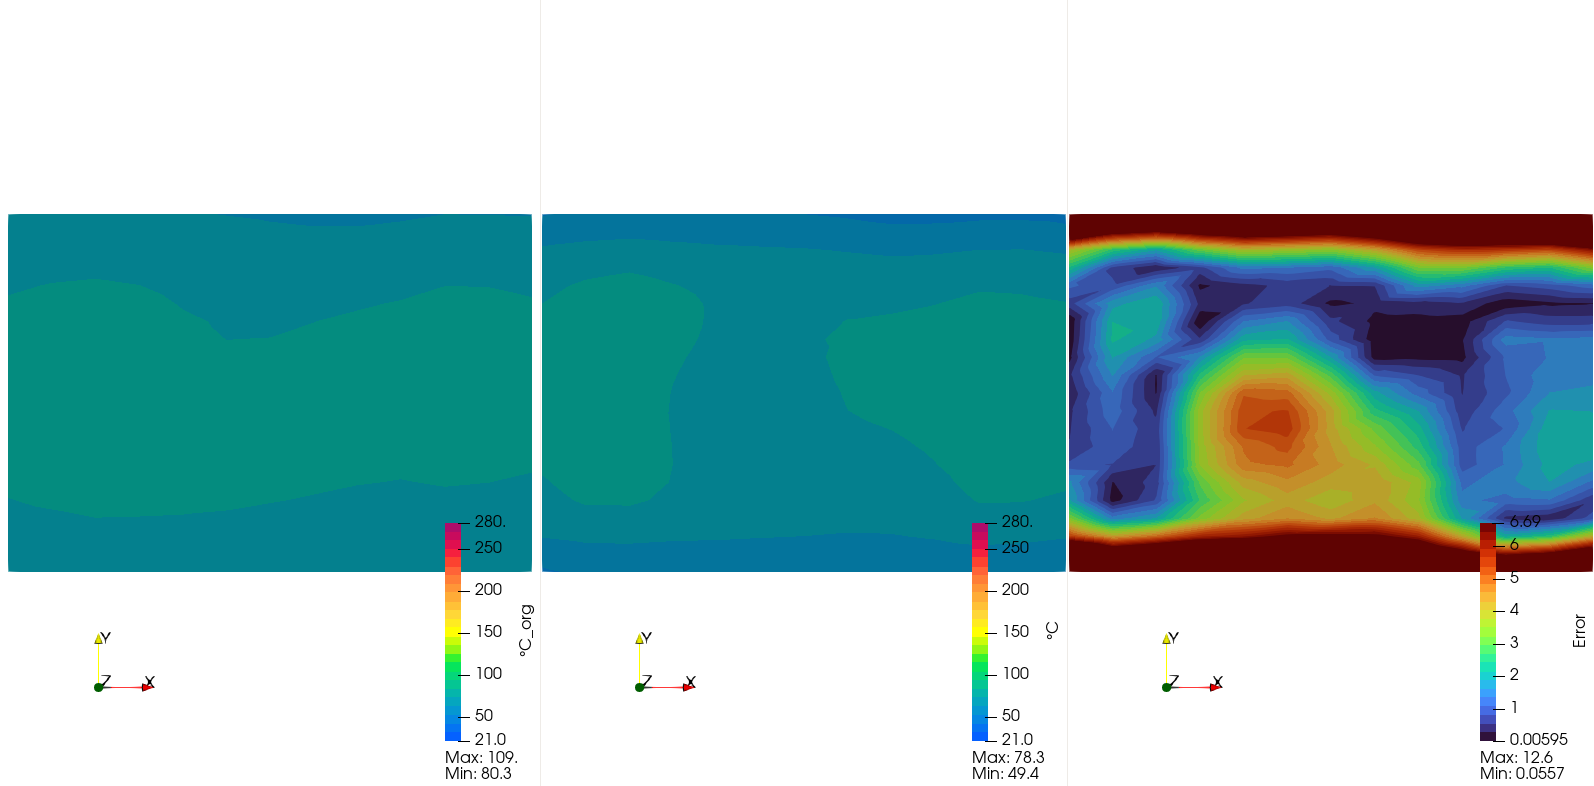 280.
250
200
150
100
50
21.0
°C_org
Max: 109.
Min: 80.3
Y
Z
X
280.
250
200
150
100
50
21.0
°C
Max: 78.3
Min: 49.4
Y
Z
X
6.69
6
5
4
3
2
1
0.00595
Error
Max: 12.6
Min: 0.0557
Y
Z
X